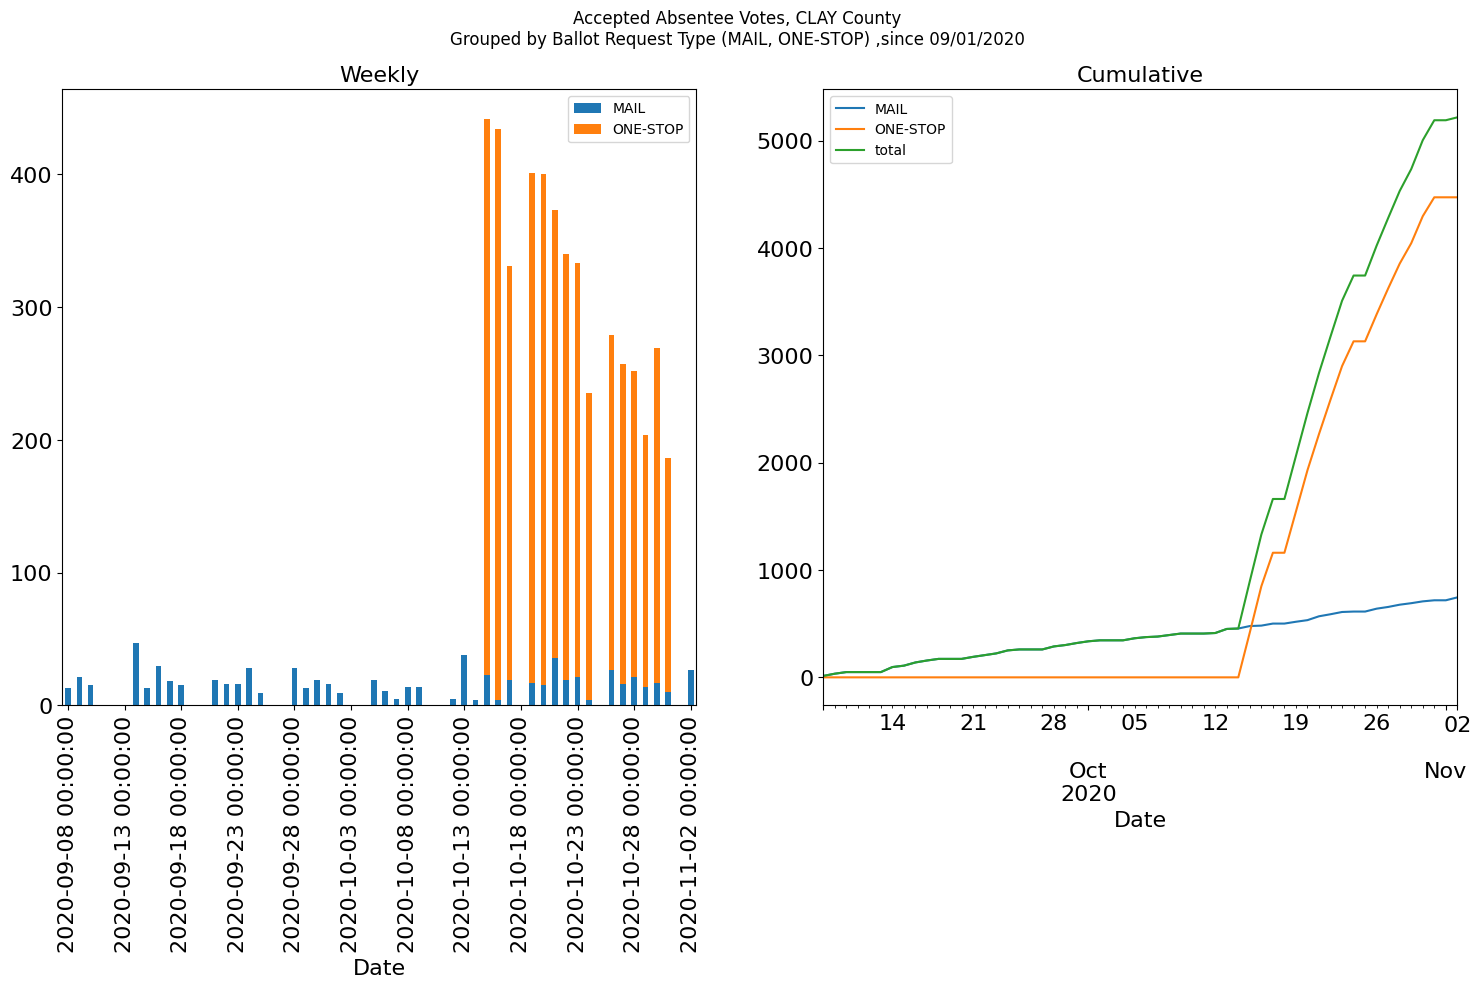 Accepted Absentee Votes, CLAY County
Grouped by Ballot Request Type (MAIL, ONE-STOP) ,since 09/01/2020
Weekly
MAIL
ONE-STOP
400
300
200
100
0
2020-09-08 00:00:00
2020-09-13 00:00:00
2020-09-18 00:00:00
2020-09-23 00:00:00
2020-09-28 00:00:00
2020-10-03 00:00:00
2020-10-08 00:00:00
2020-10-13 00:00:00
2020-10-18 00:00:00
2020-10-23 00:00:00
2020-10-28 00:00:00
2020-11-02 00:00:00
Date
Cumulative
MAIL
ONE-STOP
total
5000
4000
3000
2000
1000
0
14 21 28 05 12 19 26 02
Oct Nov
2020
Date